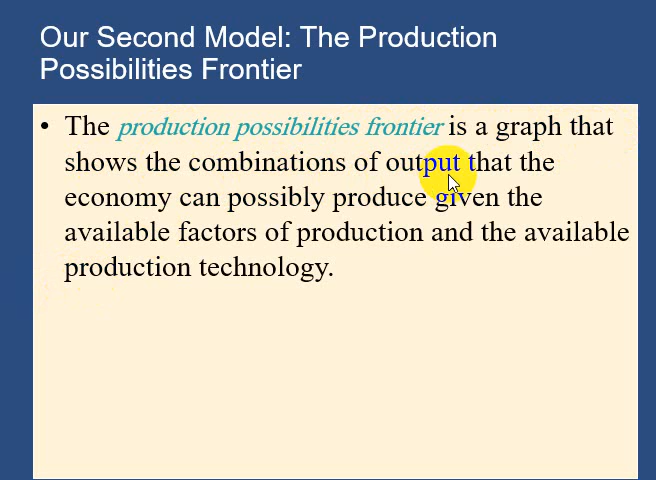 Our Second Model: The Production
Possibilities Frontier
• The production possibilities frontier is a graph that
shows the combinations of output that the
economy can possibly produce given the
available factors of production and the available
production technology.